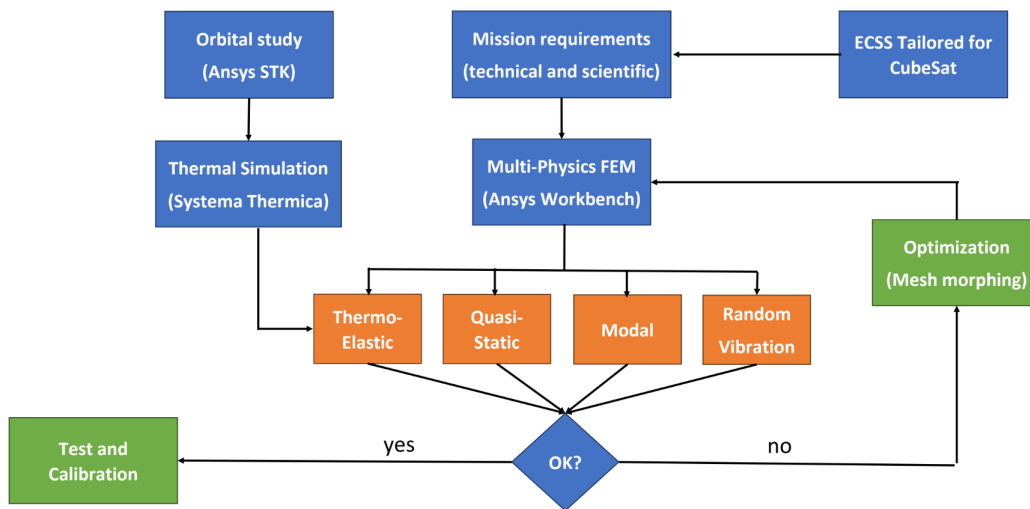 Orbital study
(Ansys STK)
Mission requirements
(technical and scientific)
ECSS Tailored for
CubeSat
Thermal Simulation
(Systema Thermica)
Multi-Physics FEM
(Ansys Workbench)
Optimization
(Mesh morphing)
Thermo-
Elastic
Quasi-
Static
Modal
Random
Vibration
Test and
Calibration
yes
OK?
no